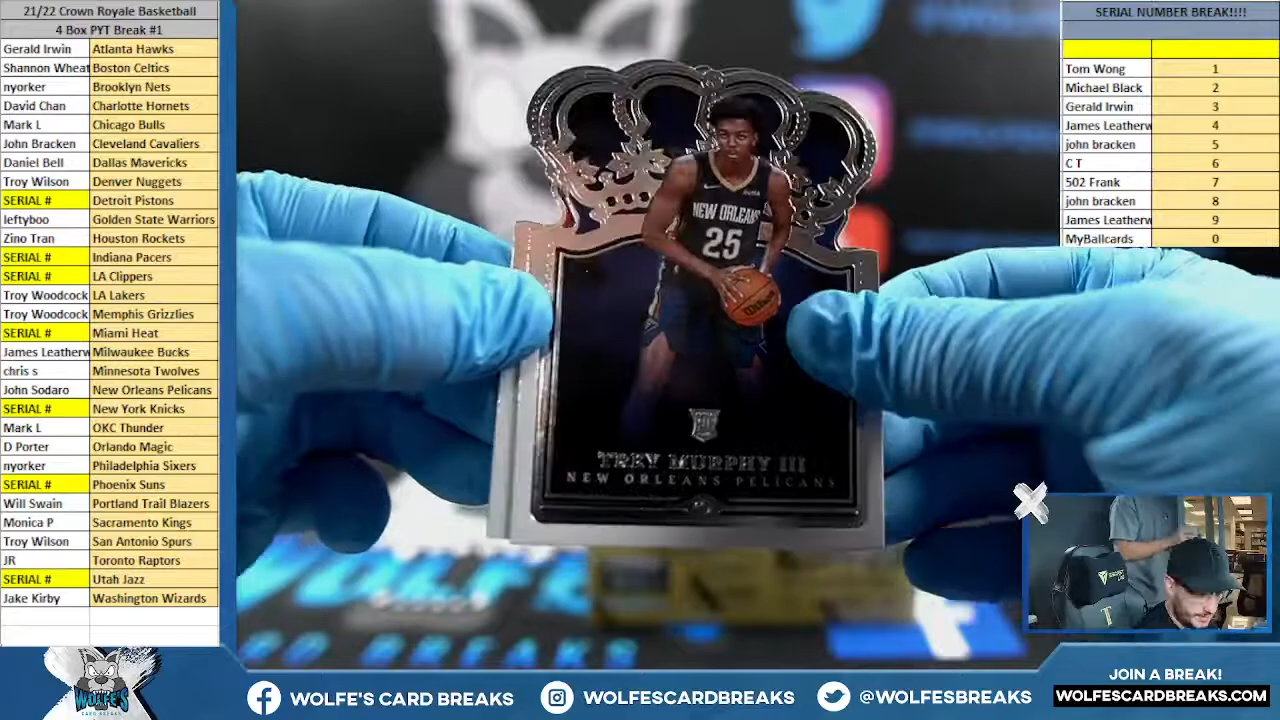 21/22 Crown Royale Basketball
4 Box PYT Break #1
Gerald Irwin Atlanta Hawks
Shannon Wheat Boston Celtics
nyorker Brooklyn Nets
David Chan Charlotte Hornets
Mark L Chicago Bulls
John Bracken Cleveland Cavaliers
Daniel Bell Dallas Mavericks
Troy Wilson Denver Nuggets
SERIAL # Detroit Pistons
leftyboo Golden State Warriors
Zino Tran Houston Rockets
SERIAL # Indiana Pacers
SERIAL # LA Clippers
Troy Woodcock LA Lakers
Troy Woodcock Memphis Grizzlies
SERIAL # Miami Heat
James Leatherw Milwaukee Bucks
chris s Minnesota Twolves
John Sodaro New Orleans Pelicans
SERIAL # New York Knicks
Mark L OKC Thunder
D Porter Orlando Magic
nyorker Philadelphia Sixers
SERIAL # Phoenix Suns
Will Swain Portland Trail Blazers
Monica P Sacramento Kings
Troy Wilson San Antonio Spurs
JR Toronto Raptors
SERIAL # Utah Jazz
Jake Kirby Washington Wizards
SERIAL NUMBER BREAK!!!!
Tom Wong 1
Michael Black 2
Gerald Irwin 3
James Leatherw 4
john bracken 5
C T 6
502 Frank 7
john bracken 8
James Leatherw 9
MyBallcards 0
NEW ORLEANS
25
TREY MURPHY III
NEW ORLEANS PELICANS
WOLFE'S
CARD BREAKS
WOLFE'S CARD BREAKS
WOLFESCARDBREAKS
@WOLFESBREAKS
JOIN A BREAK!
WOLFESCARDBREAKS.COM